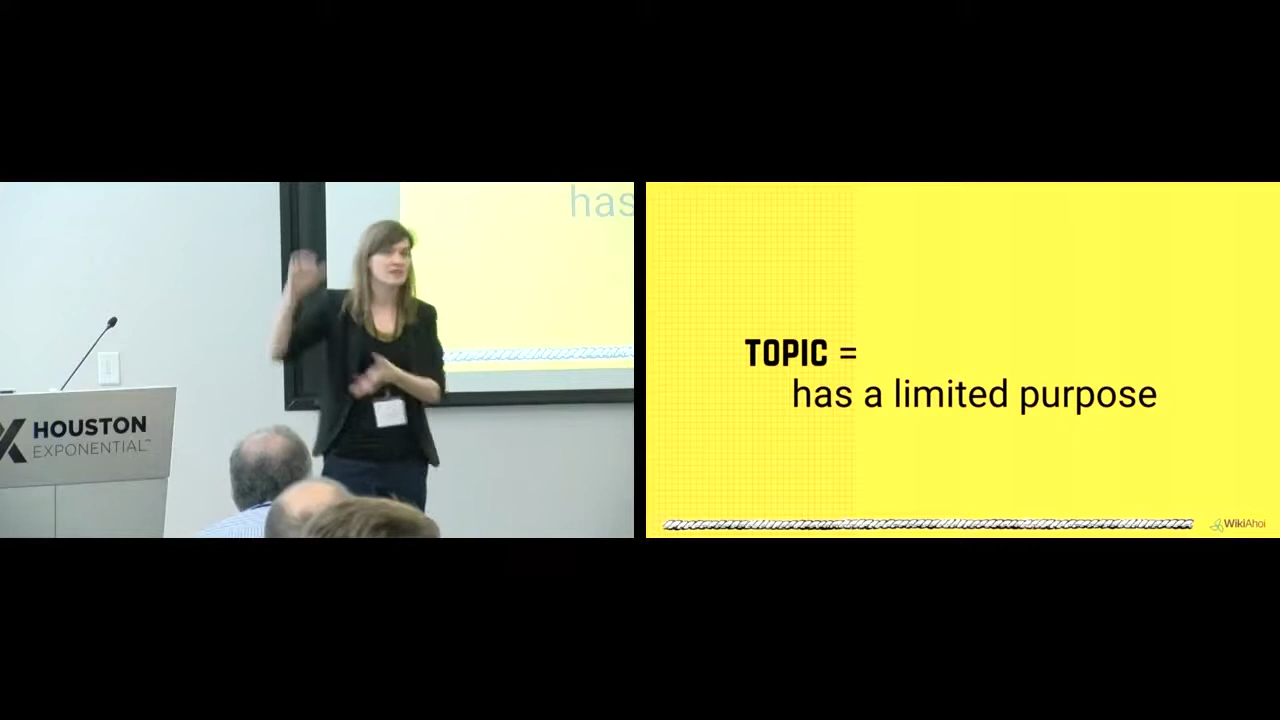 has
HOUSTON
EXPONENTIAL
TOPIC =
has a limited purpose
WikiAhoi